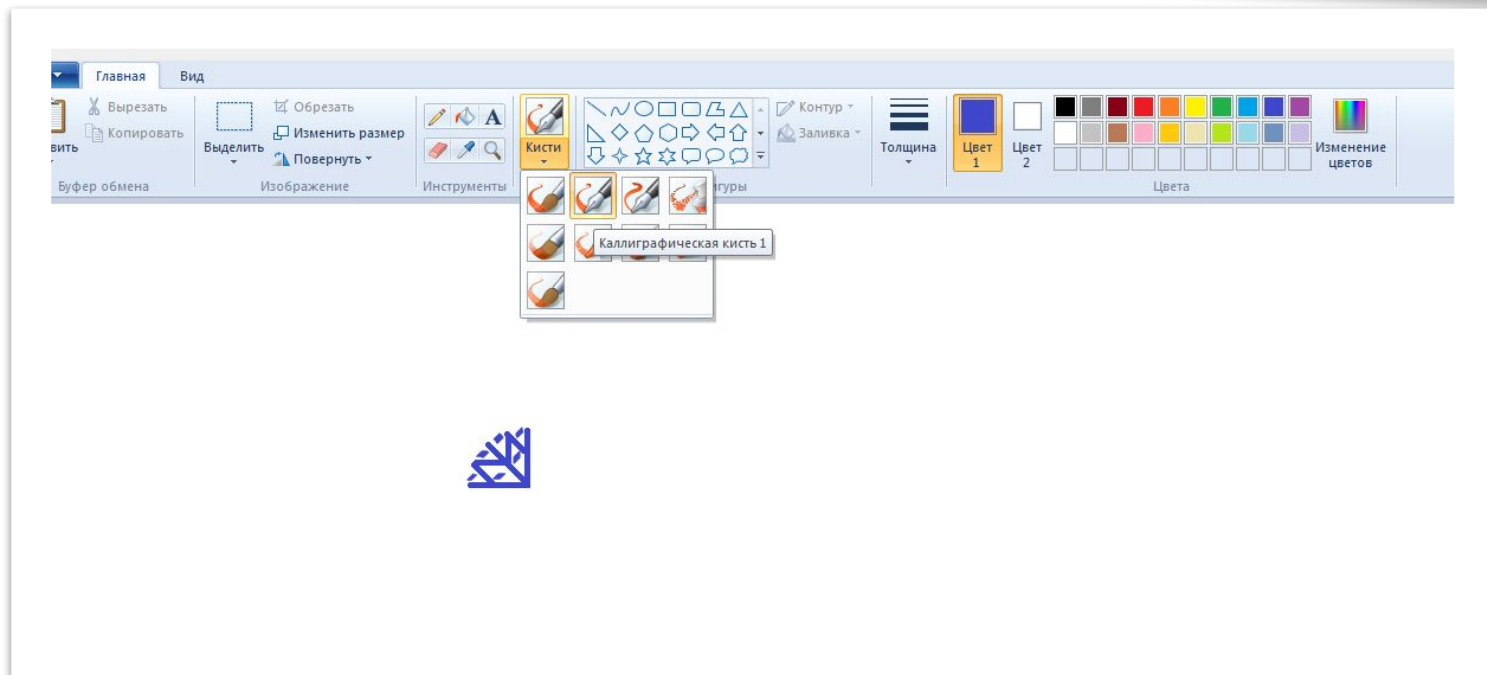 Главная Вид
Вырезать
Копировать
вить
Буфер обмена
Выделить
Обрезать
Изменить размер
Повернуть
Изображение
A
Инструменты
Кисти
Контур
Заливка
гуры
Толщина
Цвет
1
Цвет
2
Изменение
цветов
Цвета
Каллиграфическая кисть 1